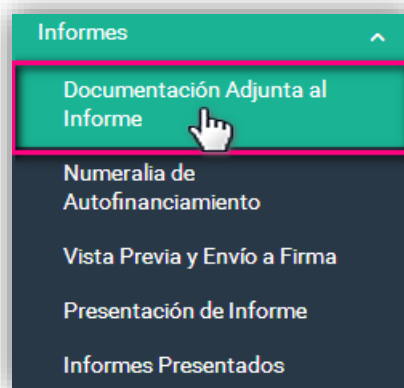 Informes
Documentación Adjunta al
Informe
Numeralia de
Autofinanciamiento
Vista Previa y Envío a Firma
Presentación de Informe
Informes Presentados